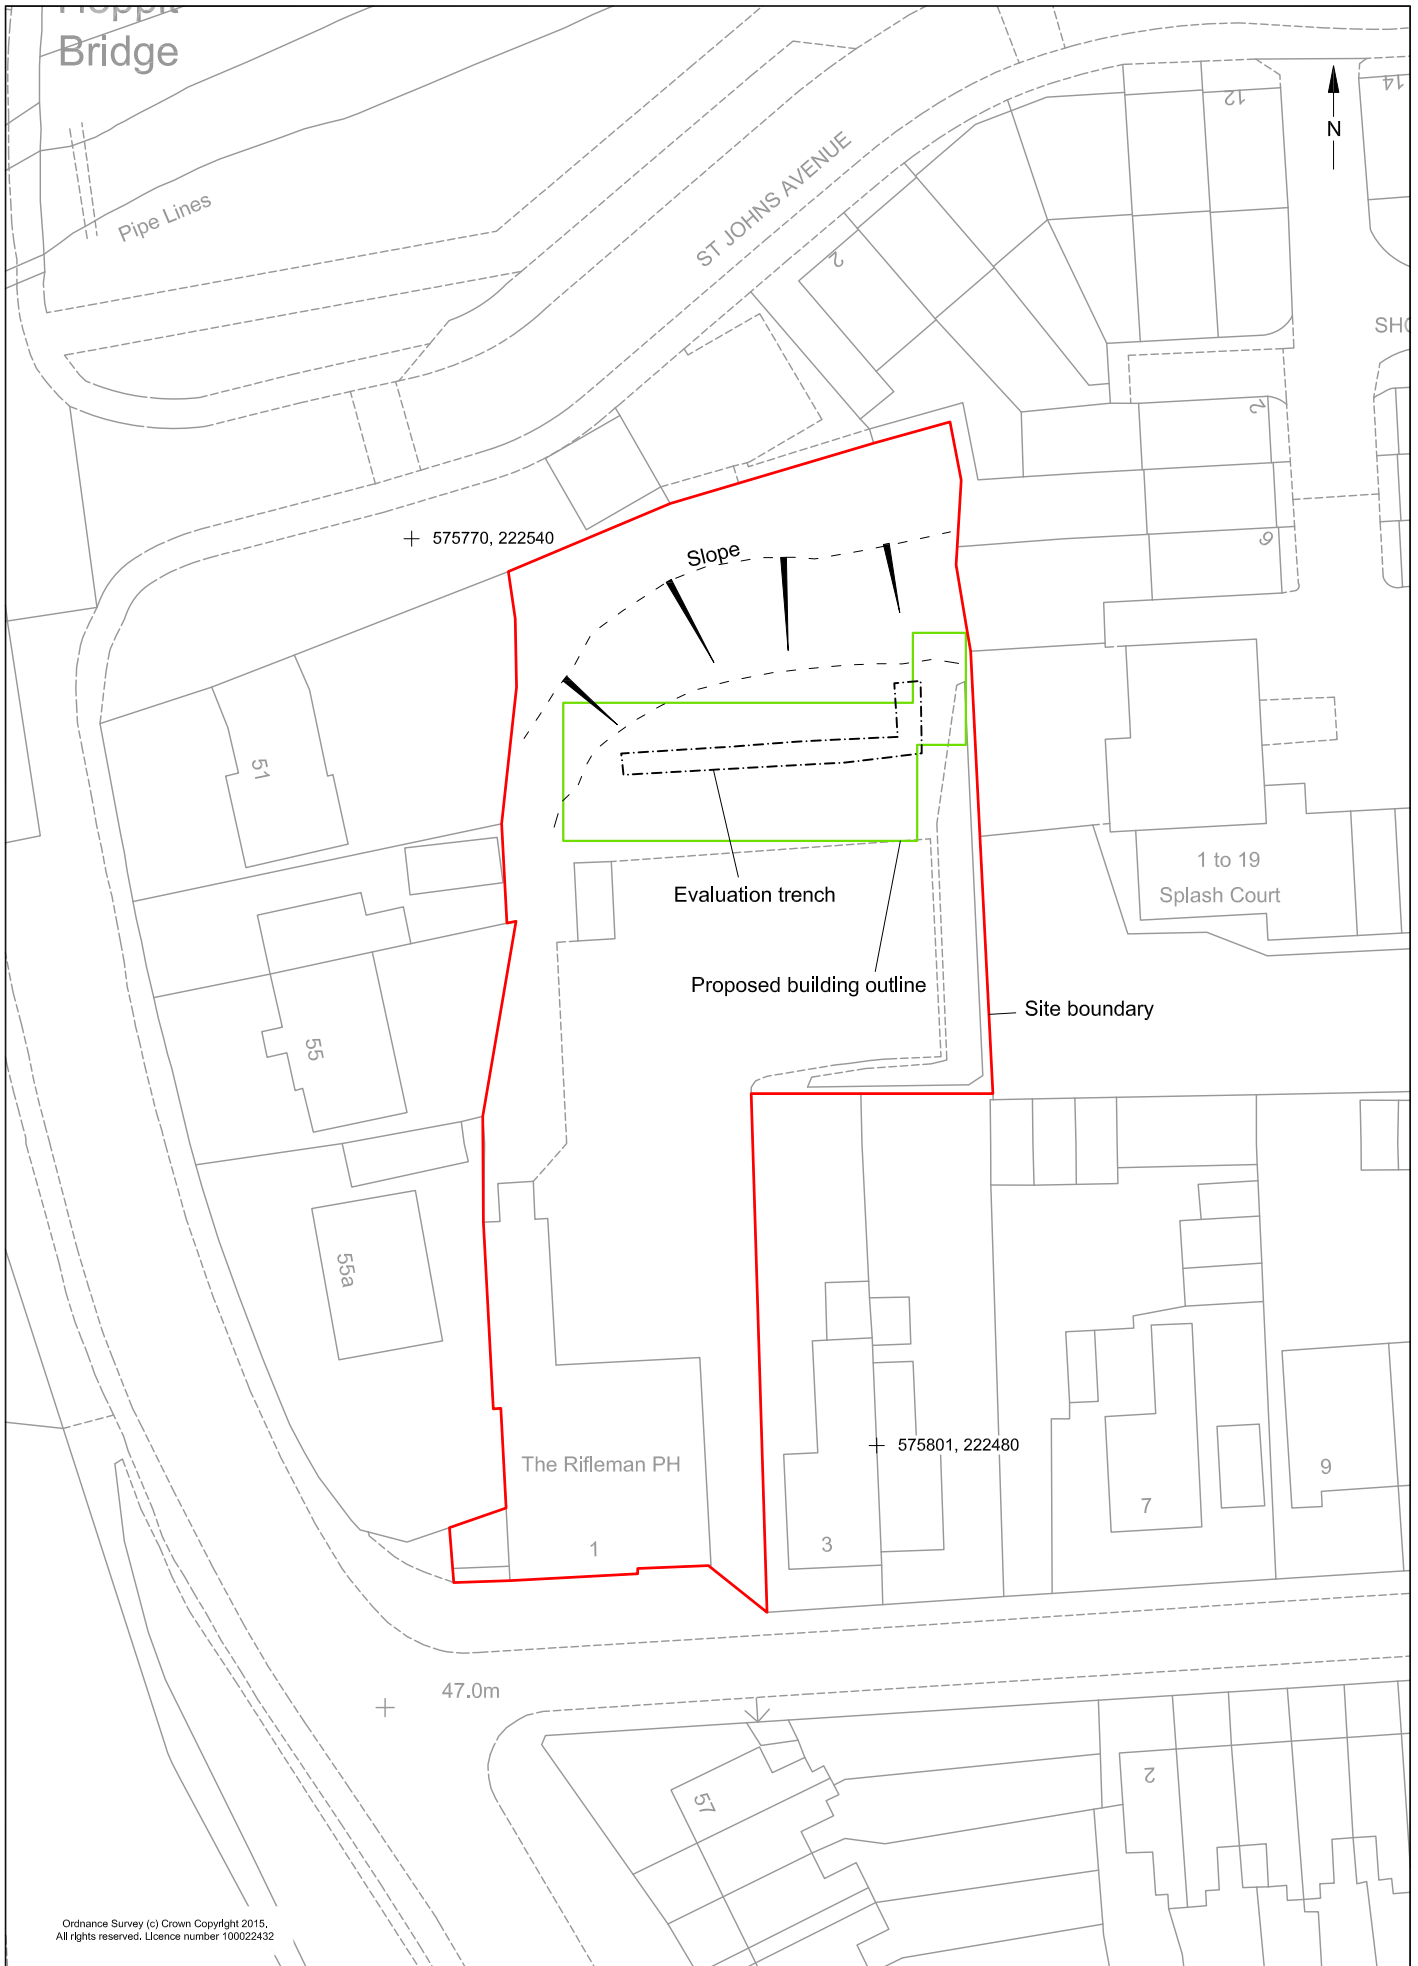 Bridge
Pipe Lines
ST JOHNS AVENUE
12
14
N
2
2
6
575770, 222540
Slope
51
1 to 19
Splash Court
Evaluation trench
Proposed building outline
Site boundary
55
55a
575801, 222480
The Rifleman PH
1
3
7
9
47.0m
57
2
Ordnance Survey (c) Crown Copyright 2015,
All rights reserved. Licence number 100022432